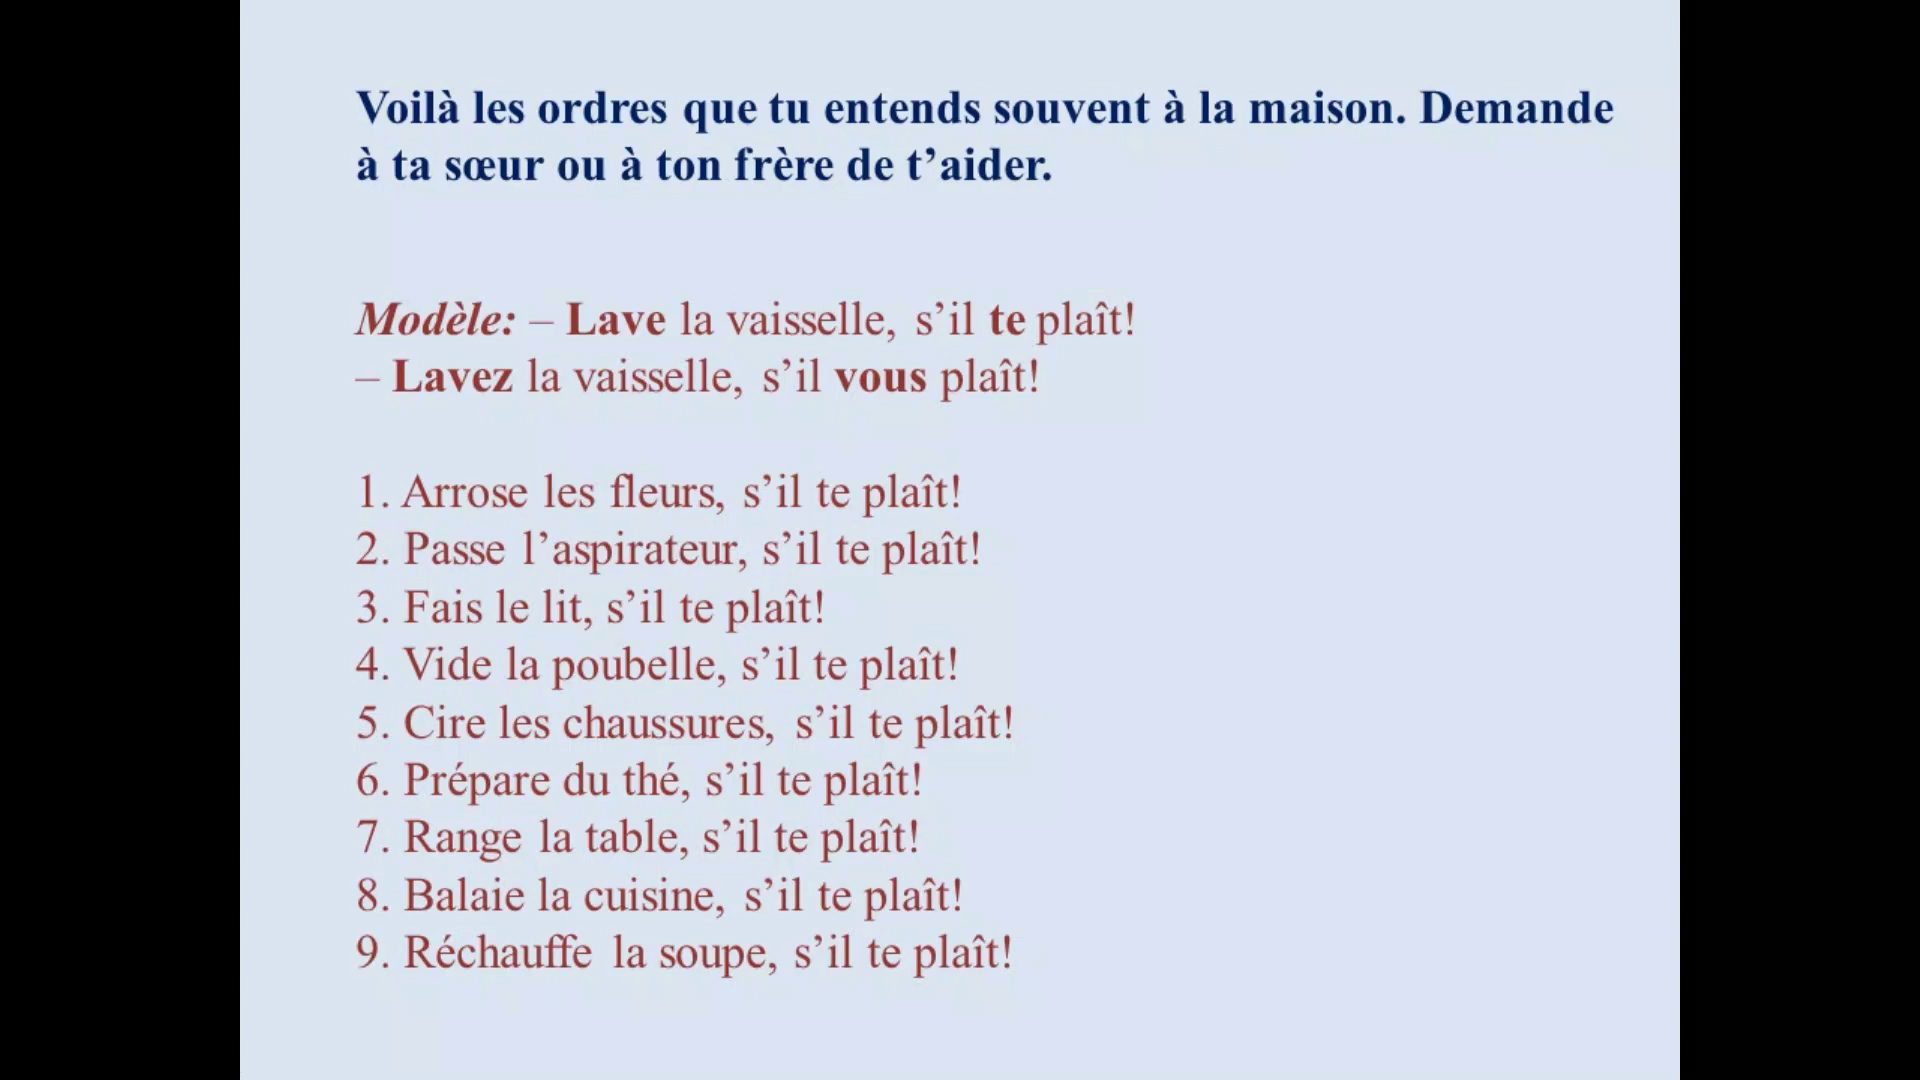 Voilà les ordres que tu entends souvent à la maison. Demande
à ta sœur ou à ton frère de t’aider.
Modèle: – Lave la vaisselle, s’il te plaît!
– Lavez la vaisselle, s’il vous plaît!
1. Arrose les fleurs, s’il te plaît!
2. Passe l’aspirateur, s’il te plaît!
3. Fais le lit, s’il te plaît!
4. Vide la poubelle, s’il te plaît!
5. Cire les chaussures, s’il te plaît!
6. Prépare du thé, s’il te plaît!
7. Range la table, s’il te plaît!
8. Balaie la cuisine, s’il te plaît!
9. Réchauffe la soupe, s’il te plaît!